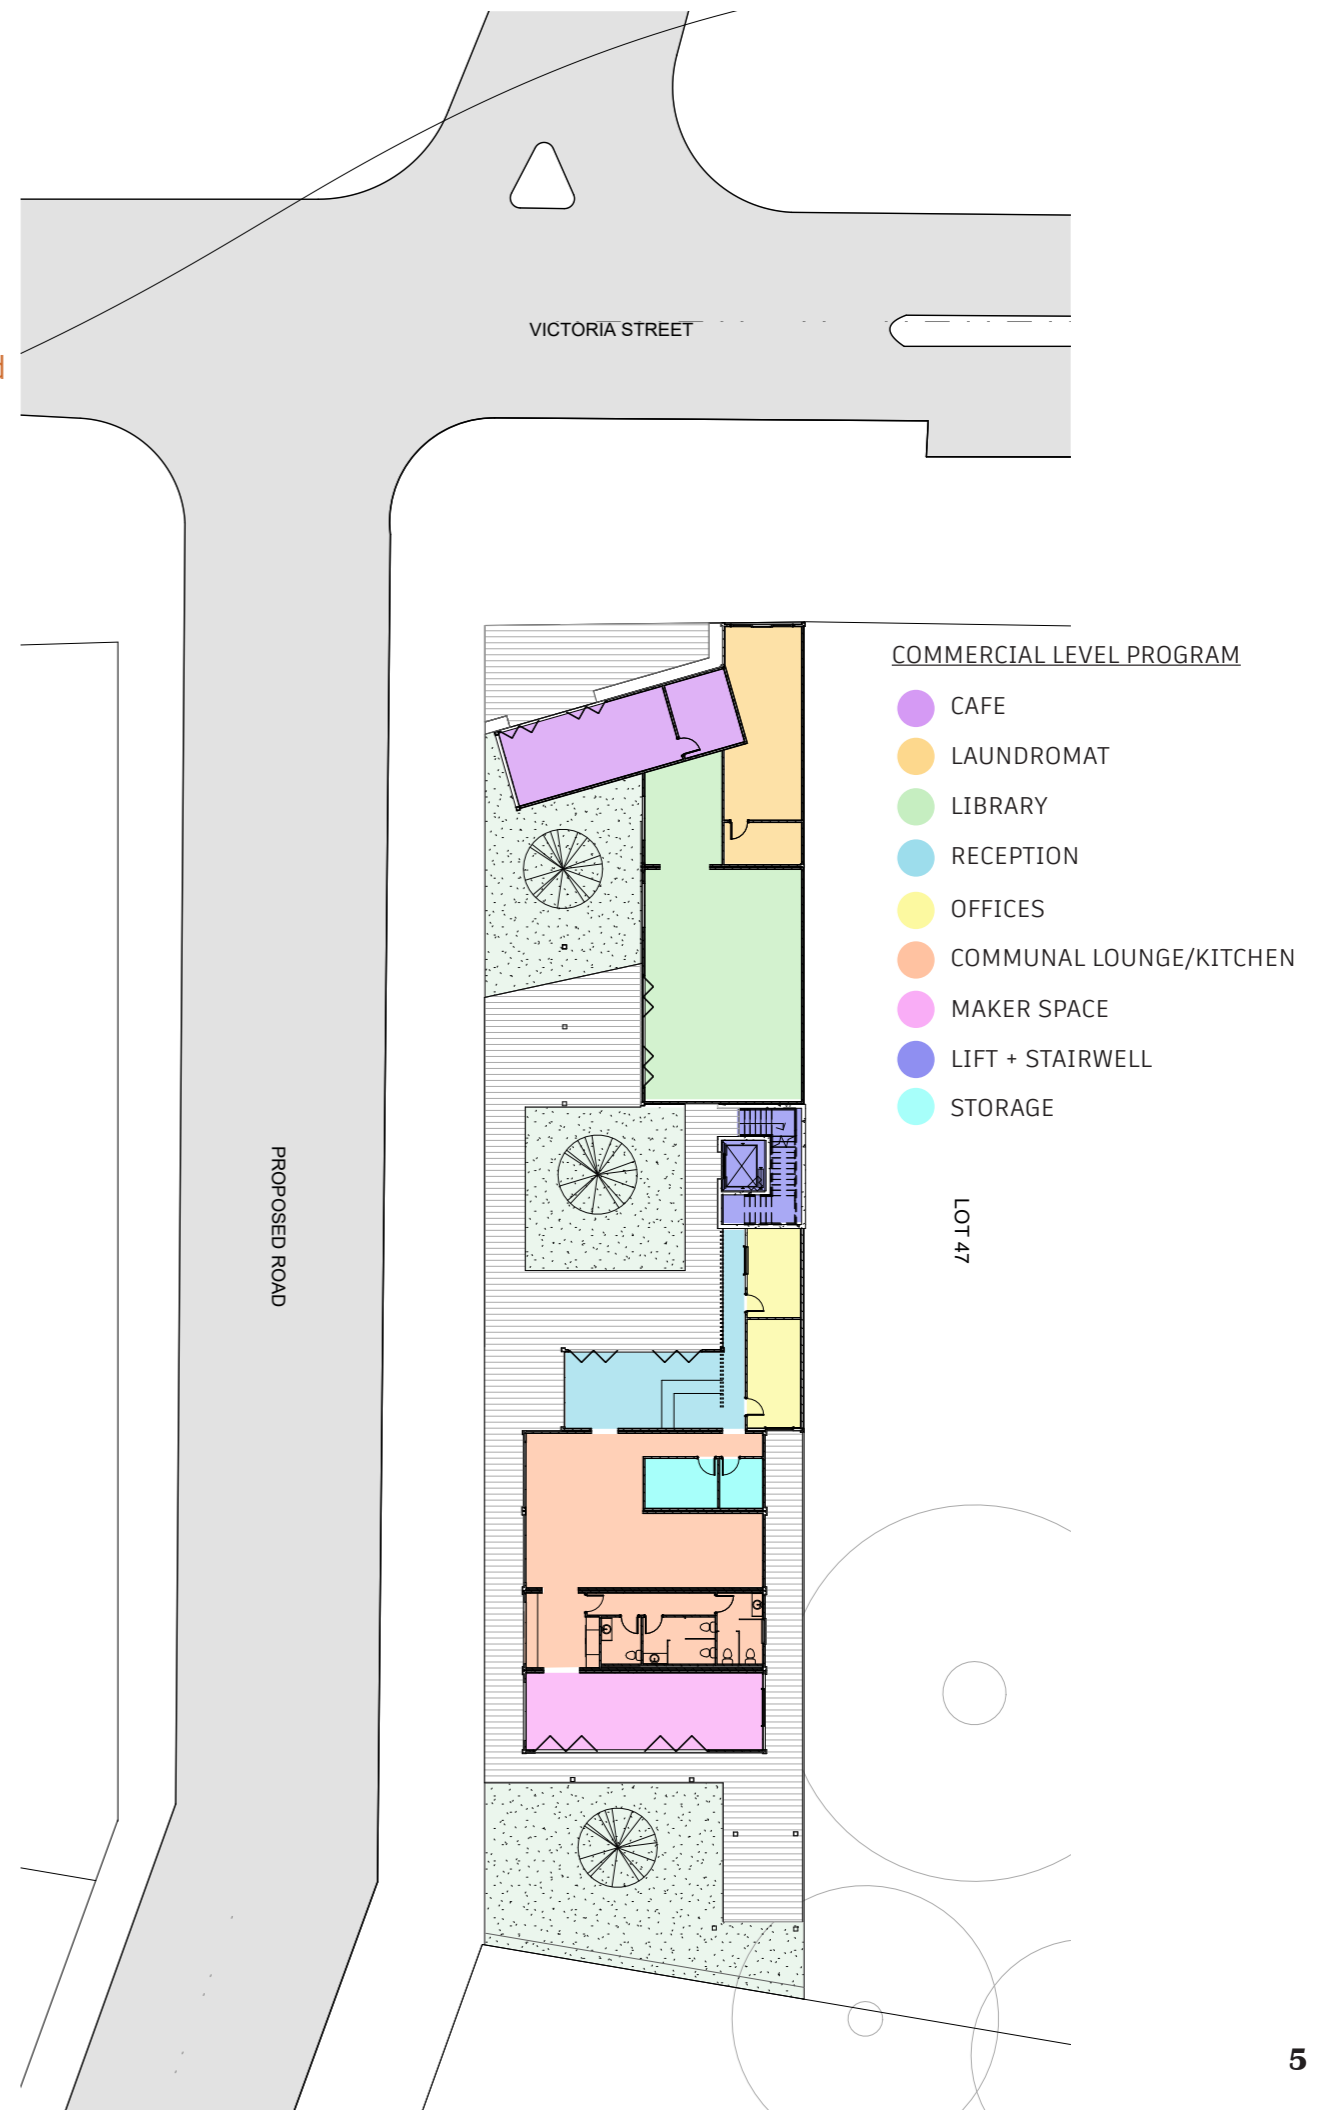 VICTORIA STREET
COMMERCIAL LEVEL PROGRAM
CAFE
LAUNDROMAT
LIBRARY
RECEPTION
OFFICES
COMMUNAL LOUNGE/KITCHEN
MAKER SPACE
LIFT + STAIRWELL
STORAGE
PROPOSED ROAD
LOT 47
5